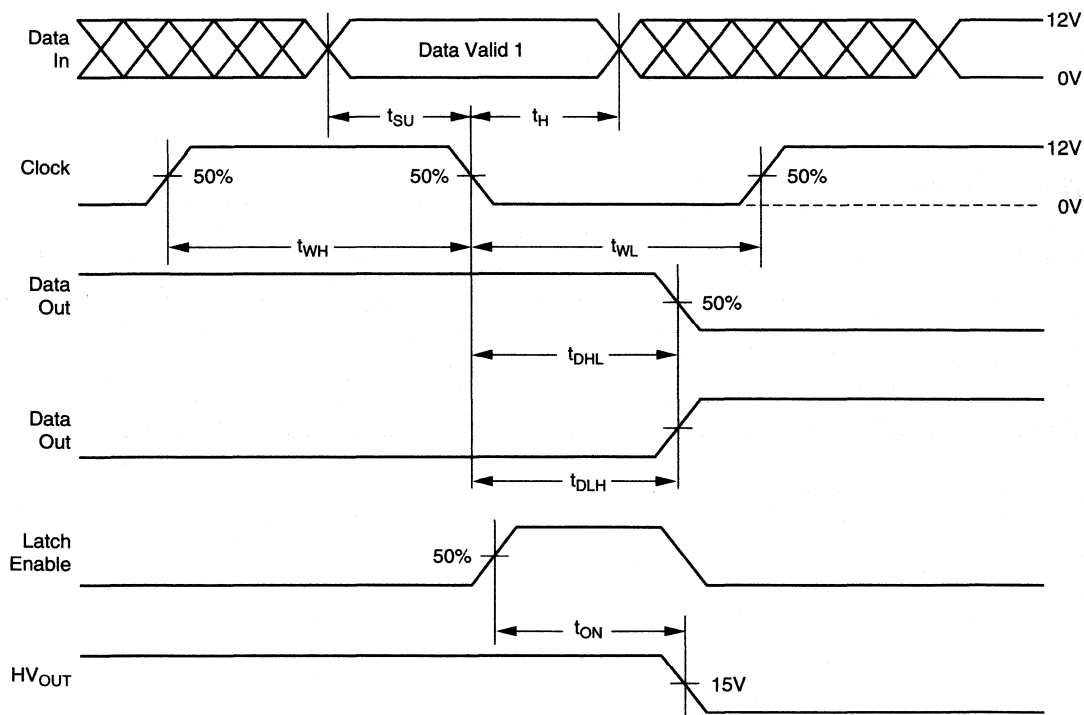 Data
In
Data Valid 1
12V
0V
tSU
tH
Clock
50%
50%
50%
12V
0V
tWH
tWL
Data
Out
50%
tDHL
Data
Out
tDLH
Latch
Enable
50%
tON
HVOUT
15V